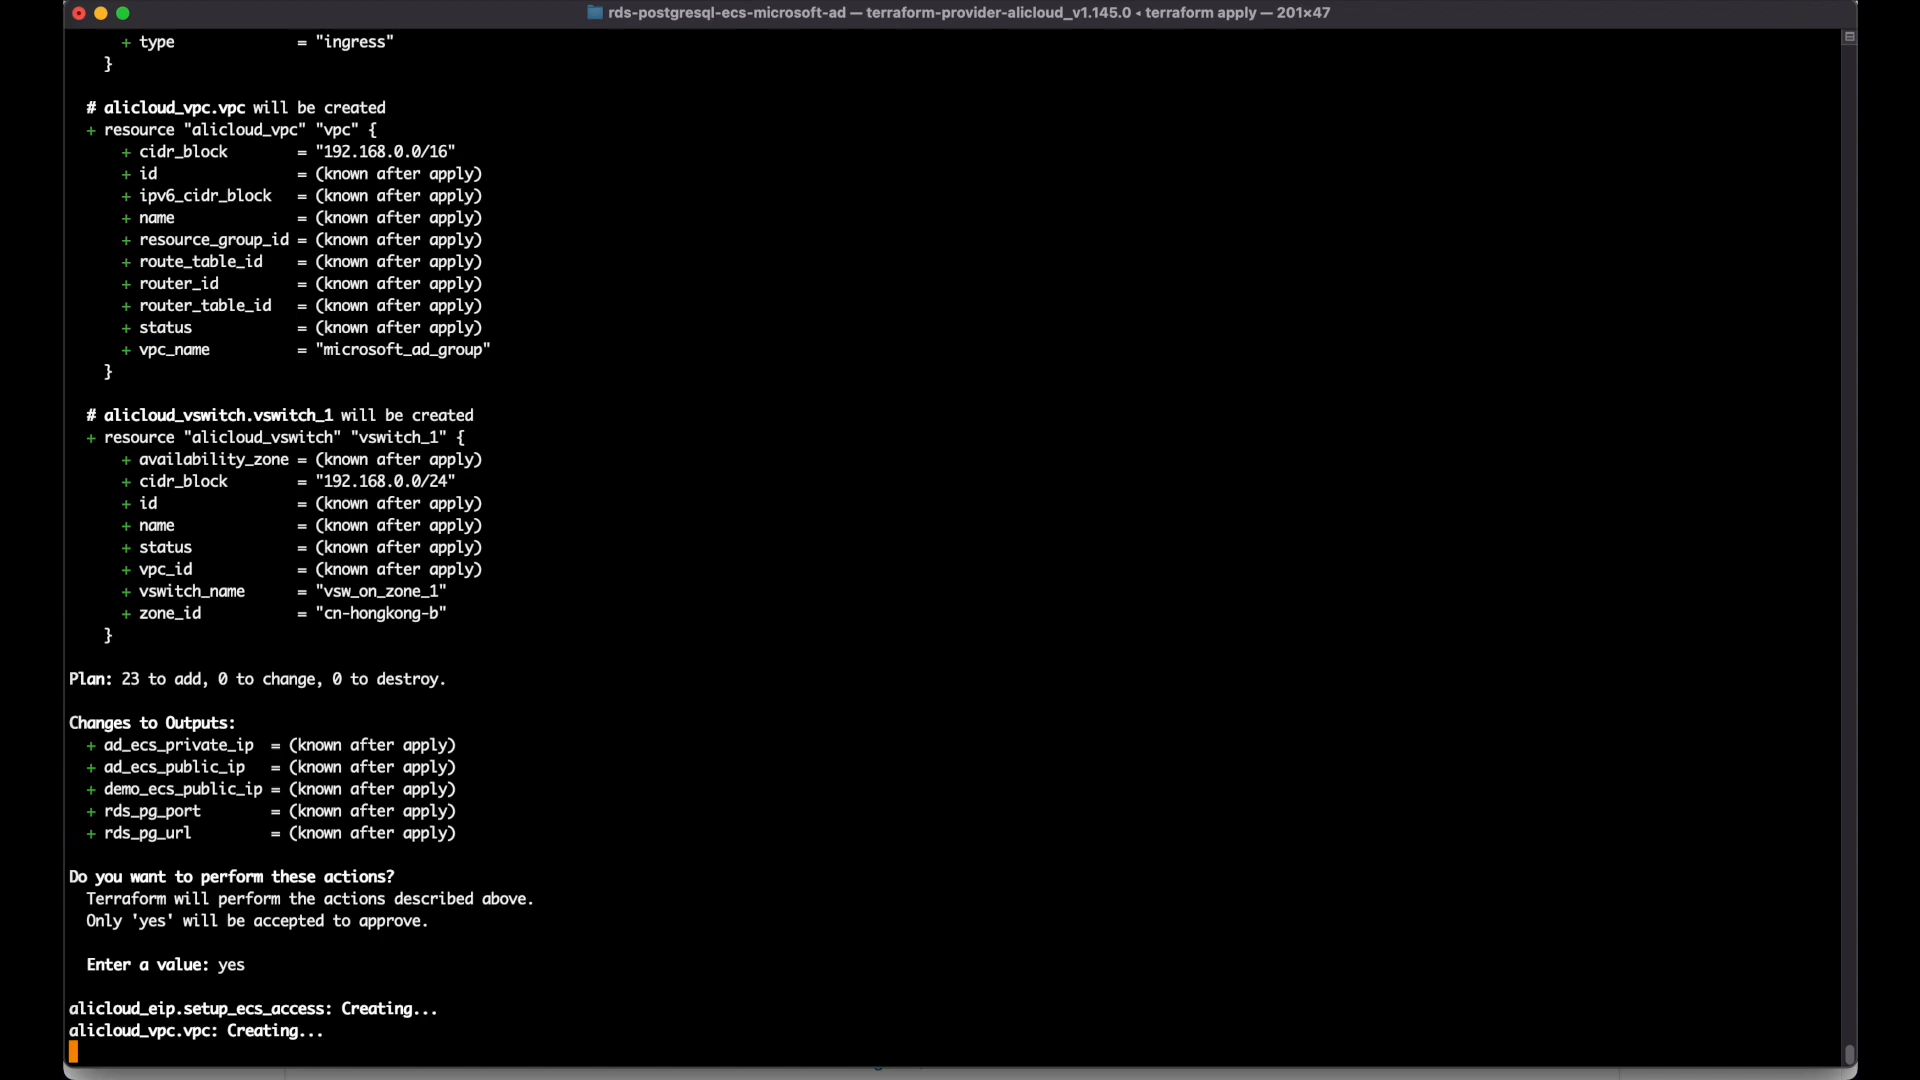 rds-postgresql-ecs-microsoft-ad — terraform-provider-alicloud_v1.145.0 ◂ terraform apply — 201×47
+ type = "ingress"
}
# alicloud_vpc.vpc will be created
+ resource "alicloud_vpc" "vpc" {
+ cidr_block = "192.168.0.0/16"
+ id = (known after apply)
+ ipv6_cidr_block = (known after apply)
+ name = (known after apply)
+ resource_group_id = (known after apply)
+ route_table_id = (known after apply)
+ router_id = (known after apply)
+ router_table_id = (known after apply)
+ status = (known after apply)
+ vpc_name = "microsoft_ad_group"
}
# alicloud_vswitch.vswitch_1 will be created
+ resource "alicloud_vswitch" "vswitch_1" {
+ availability_zone = (known after apply)
+ cidr_block = "192.168.0.0/24"
+ id = (known after apply)
+ name = (known after apply)
+ status = (known after apply)
+ vpc_id = (known after apply)
+ vswitch_name = "vsw_on_zone_1"
+ zone_id = "cn-hongkong-b"
}
Plan: 23 to add, 0 to change, 0 to destroy.
Changes to Outputs:
+ ad_ecs_private_ip = (known after apply)
+ ad_ecs_public_ip = (known after apply)
+ demo_ecs_public_ip = (known after apply)
+ rds_pg_port = (known after apply)
+ rds_pg_url = (known after apply)
Do you want to perform these actions?
Terraform will perform the actions described above.
Only 'yes' will be accepted to approve.
Enter a value: yes
alicloud_eip.setup_ecs_access: Creating...
alicloud_vpc.vpc: Creating...